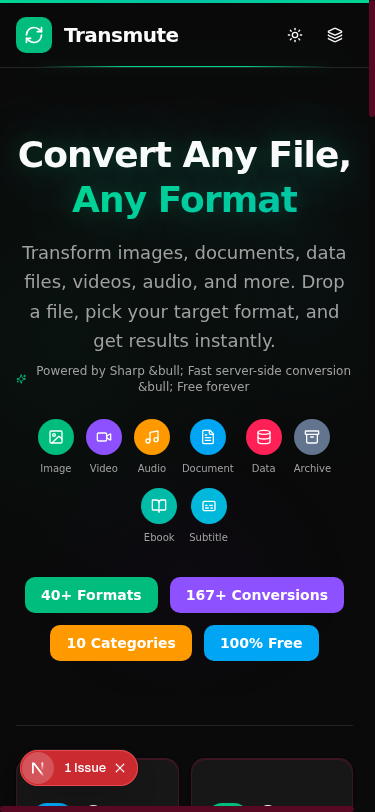 Transmute
Convert Any File,
Any Format
Transform images, documents, data
files, videos, audio, and more. Drop
a file, pick your target format, and
get results instantly.
Powered by Sharp &bull; Fast server-side conversion
&bull; Free forever
Image Video Audio Document Data Archive
Ebook Subtitle
40+ Formats 167+ Conversions
10 Categories 100% Free
N 1 Issue